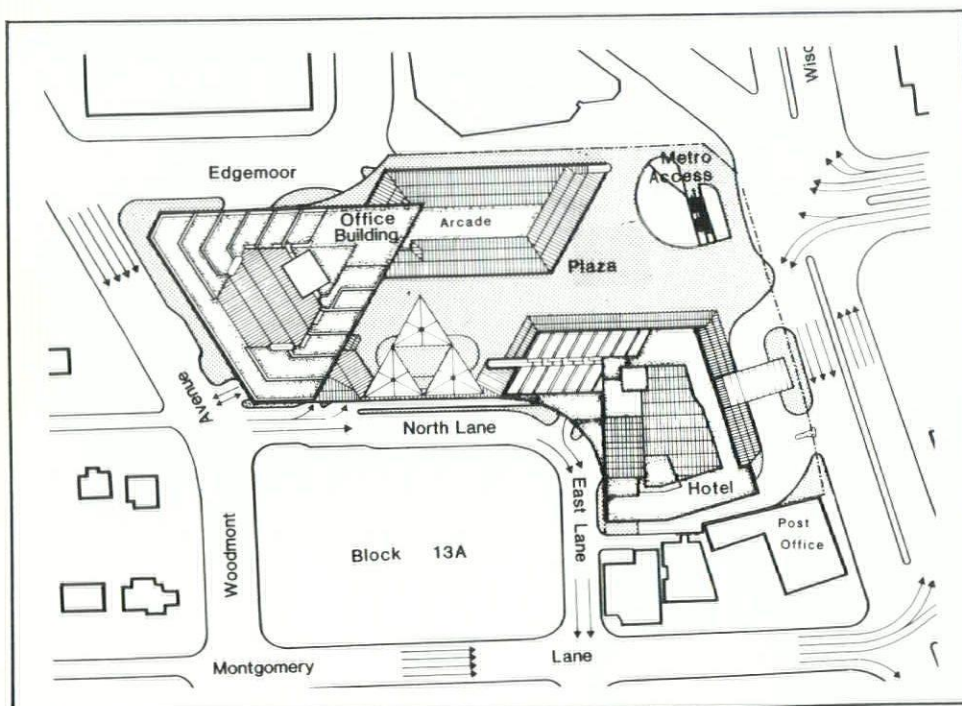 Wisc
Edgemoor
Metro
Access
Office
Building
Arcade
Plaza
Avenue
North Lane
East Lane
Hotel
Post
Office
Woodmont
Block 13A
Montgomery
Lane